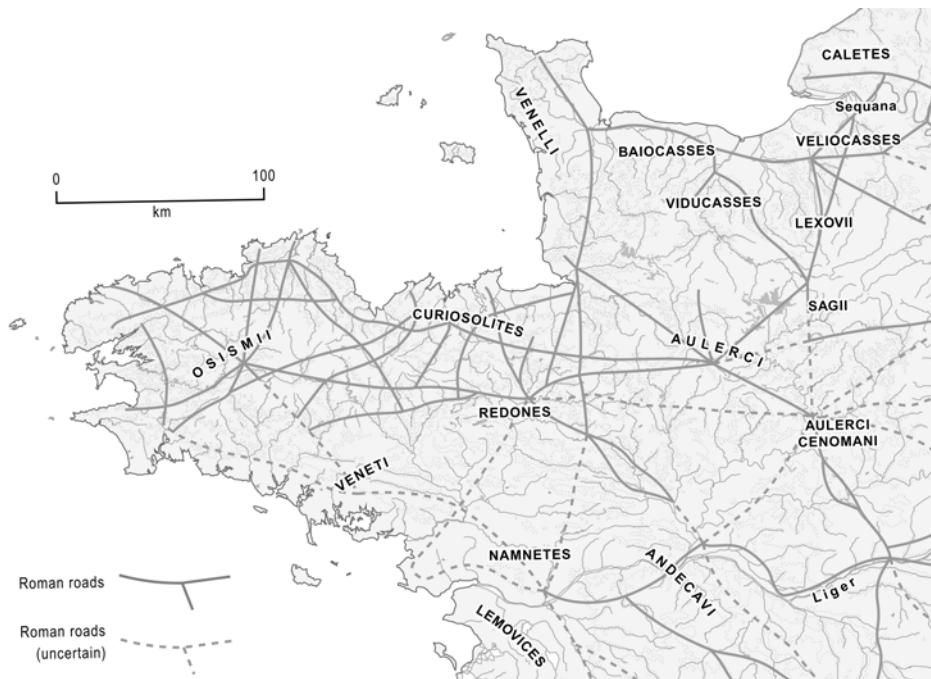 CALETES
Sequana
VENELLI
BAIOCASSES
VELIOCASSES
0 100
km
VIDUCASSES
LEXOVII
SAGII
CURIOSOLITES
OSISMII
AULERCI
REDONES
AULERCI
CENOMANI
VENETI
NAMNETES
ANDECAVI
Liger
LEMOVICES
Roman roads
Roman roads
(uncertain)